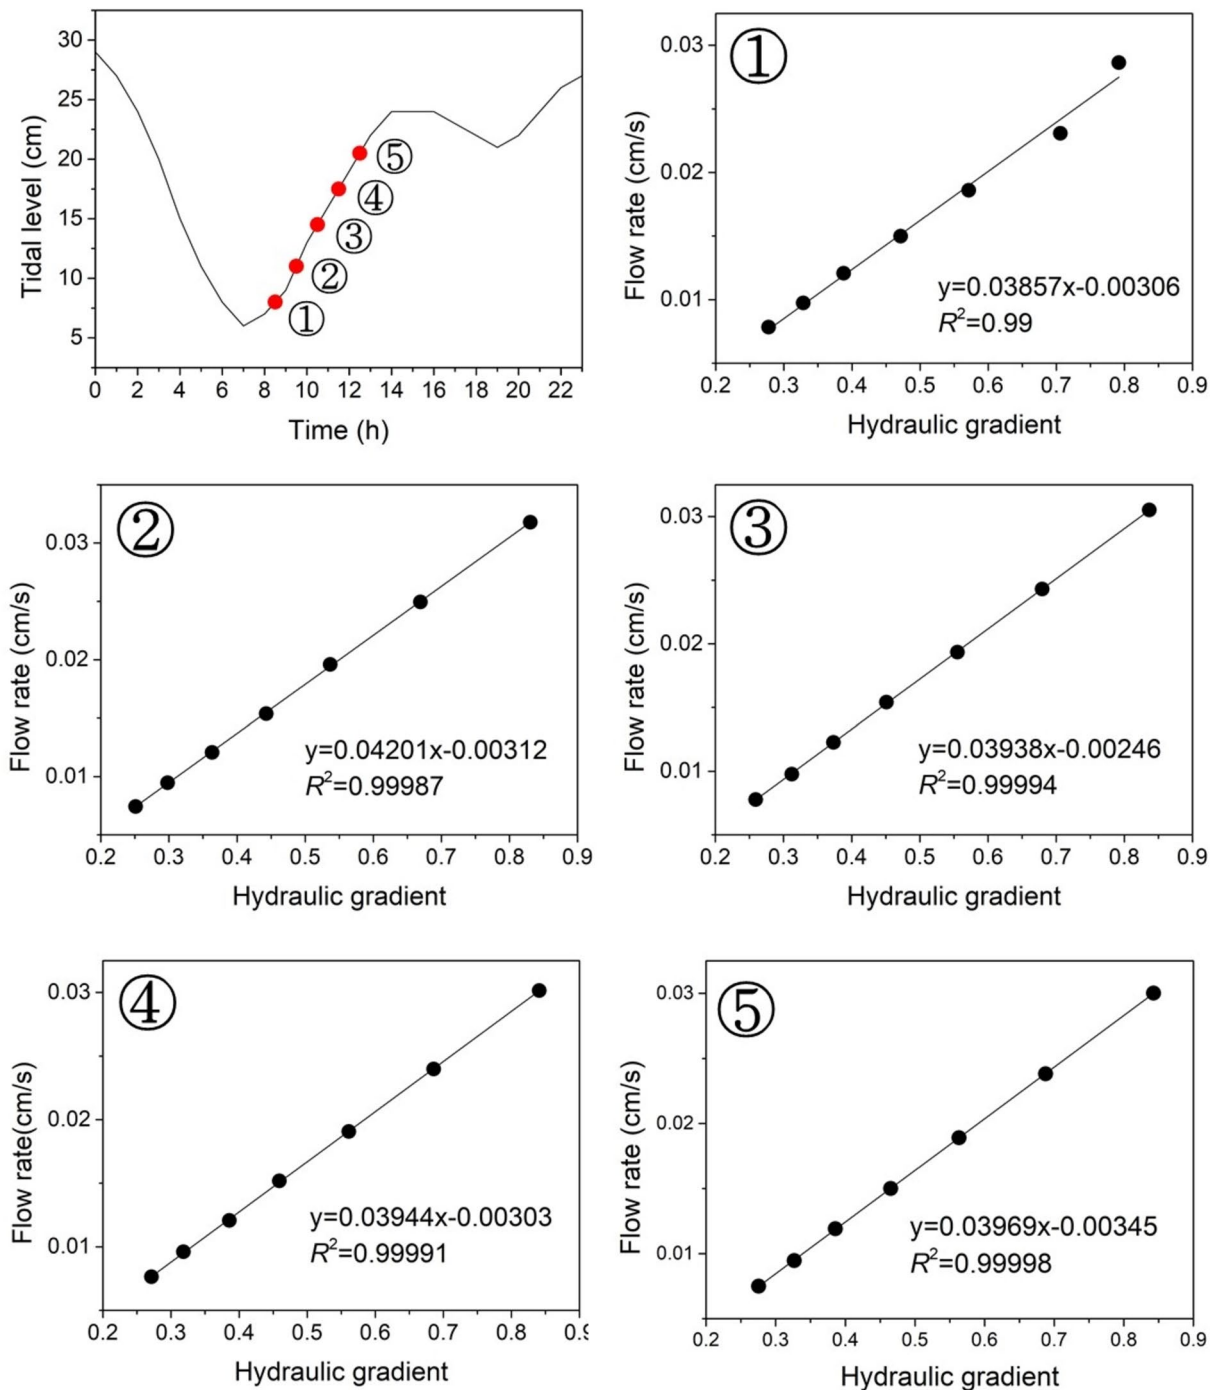 30
25
20
15
10
5
Tidal level (cm)
①
②
③
④
⑤
0 2 4 6 8 10 12 14 16 18 20 22
Time (h)
①
0.03
0.02
0.01
Flow rate (cm/s)
y=0.03857x-0.00306
R²=0.99
0.2 0.3 0.4 0.5 0.6 0.7 0.8 0.9
Hydraulic gradient
②
0.03
0.02
0.01
Flow rate (cm/s)
y=0.04201x-0.00312
R²=0.99987
0.2 0.3 0.4 0.5 0.6 0.7 0.8 0.9
Hydraulic gradient
③
0.03
0.02
0.01
Flow rate (cm/s)
y=0.03938x-0.00246
R²=0.99994
0.2 0.3 0.4 0.5 0.6 0.7 0.8 0.9
Hydraulic gradient
④
0.03
0.02
0.01
Flow rate(cm/s)
y=0.03944x-0.00303
R²=0.99991
0.2 0.3 0.4 0.5 0.6 0.7 0.8
Hydraulic gradient
⑤
0.03
0.02
0.01
Flow rate (cm/s)
y=0.03969x-0.00345
R²=0.99998
0.2 0.3 0.4 0.5 0.6 0.7 0.8 0.9
Hydraulic gradient